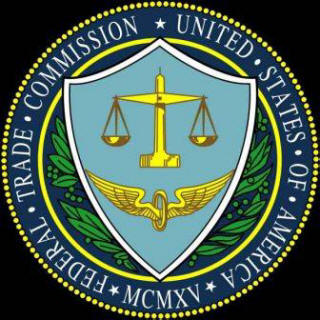 FEDERAL · TRADE · COMMISSION ★ UNITED · STATES · OF · AMERICA ·
★ MCMXV ★